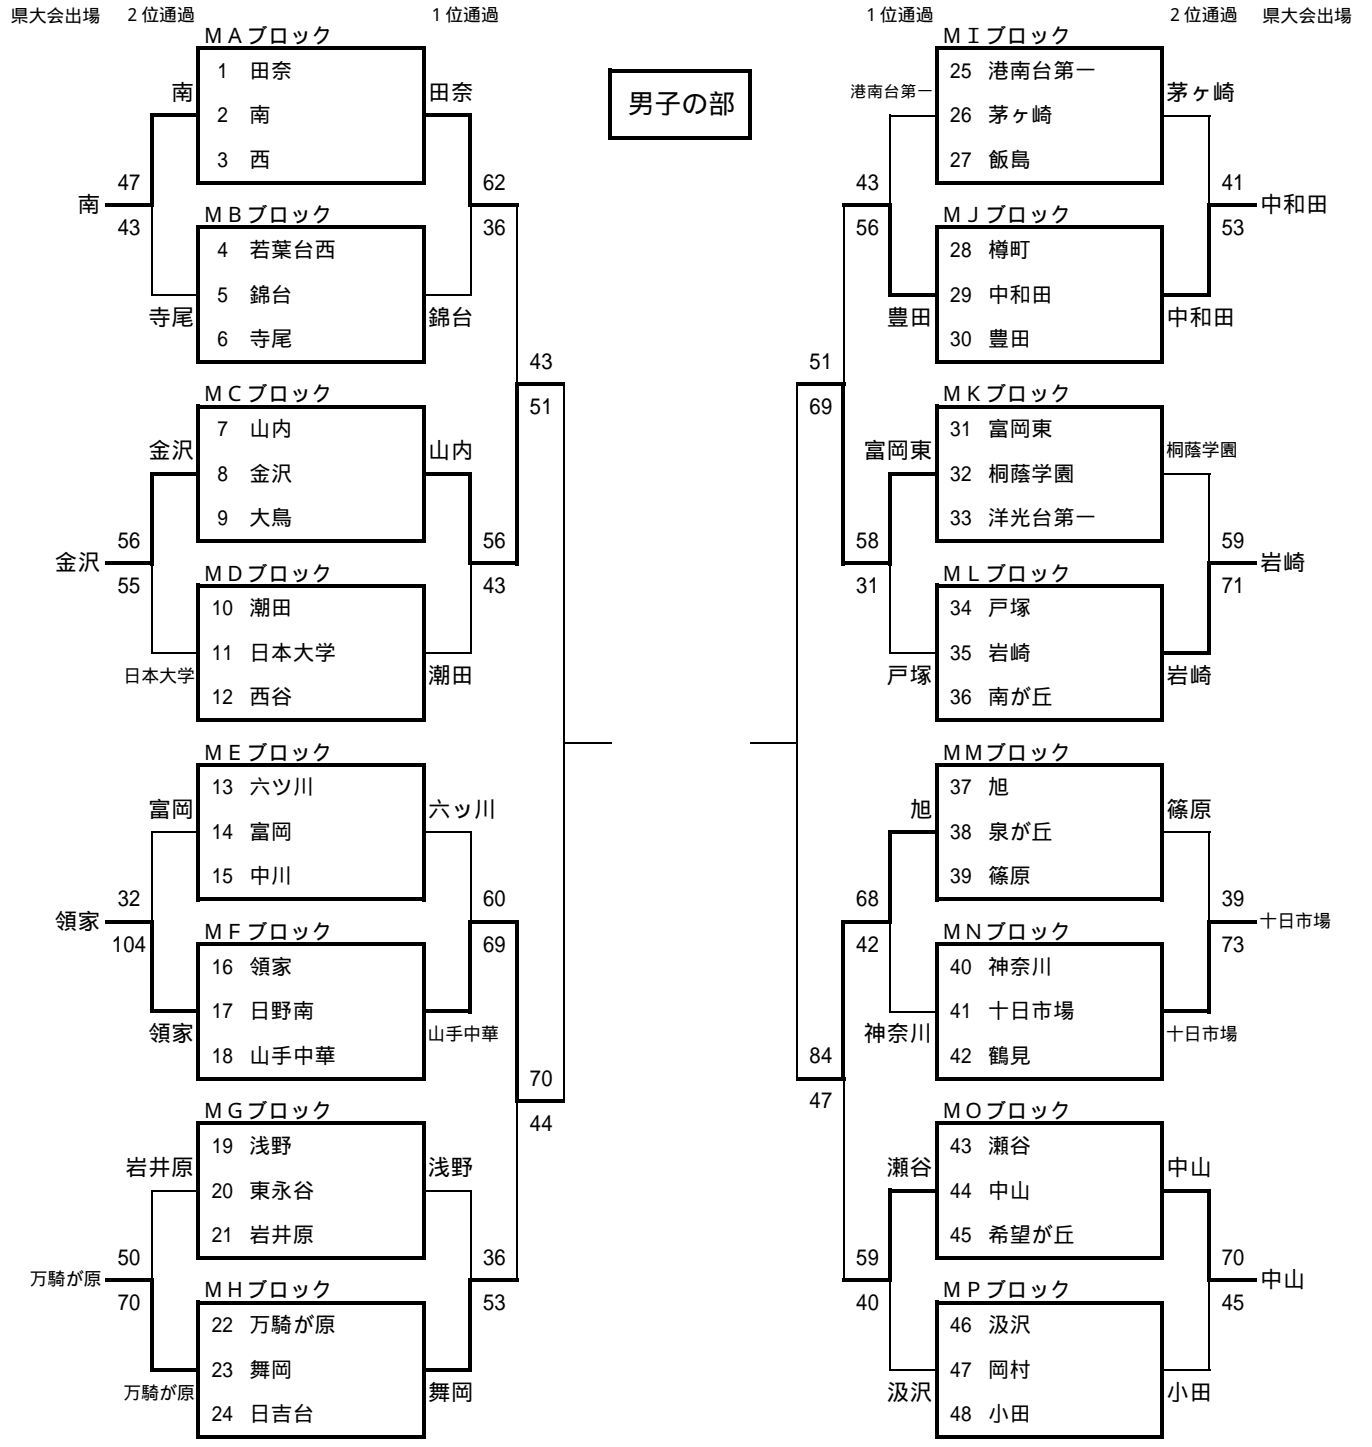 県大会出場 ２位通過 １位通過
１位通過 ２位通過 県大会出場
男子の部
ＭＡブロック
1 田奈
2 南
3 西
南
田奈
47
43
南
62
36
ＭＢブロック
4 若葉台西
5 錦台
6 寺尾
寺尾
錦台
43
51
ＭＣブロック
7 山内
8 金沢
9 大鳥
金沢
山内
56
55
金沢
56
43
ＭＤブロック
10 潮田
11 日本大学
12 西谷
日本大学
潮田
ＭＥブロック
13 六ツ川
14 富岡
15 中川
富岡
六ッ川
32
104
領家
60
69
ＭＦブロック
16 領家
17 日野南
18 山手中華
領家
山手中華
70
44
ＭＧブロック
19 浅野
20 東永谷
21 岩井原
岩井原
浅野
50
70
万騎が原
36
53
ＭＨブロック
22 万騎が原
23 舞岡
24 日吉台
万騎が原
舞岡
ＭＩブロック
25 港南台第一
26 茅ヶ崎
27 飯島
港南台第一
茅ヶ崎
43
56
41
53
中和田
ＭＪブロック
28 樽町
29 中和田
30 豊田
豊田
中和田
51
69
ＭＫブロック
31 富岡東
32 桐蔭学園
33 洋光台第一
富岡東
桐蔭学園
58
31
59
71
岩崎
ＭＬブロック
34 戸塚
35 岩崎
36 南が丘
戸塚
岩崎
ＭＭブロック
37 旭
38 泉が丘
39 篠原
旭
篠原
68
42
39
73
十日市場
ＭＮブロック
40 神奈川
41 十日市場
42 鶴見
神奈川
十日市場
84
47
ＭＯブロック
43 瀬谷
44 中山
45 希望が丘
瀬谷
中山
59
40
70
45
中山
ＭＰブロック
46 汲沢
47 岡村
48 小田
汲沢
小田